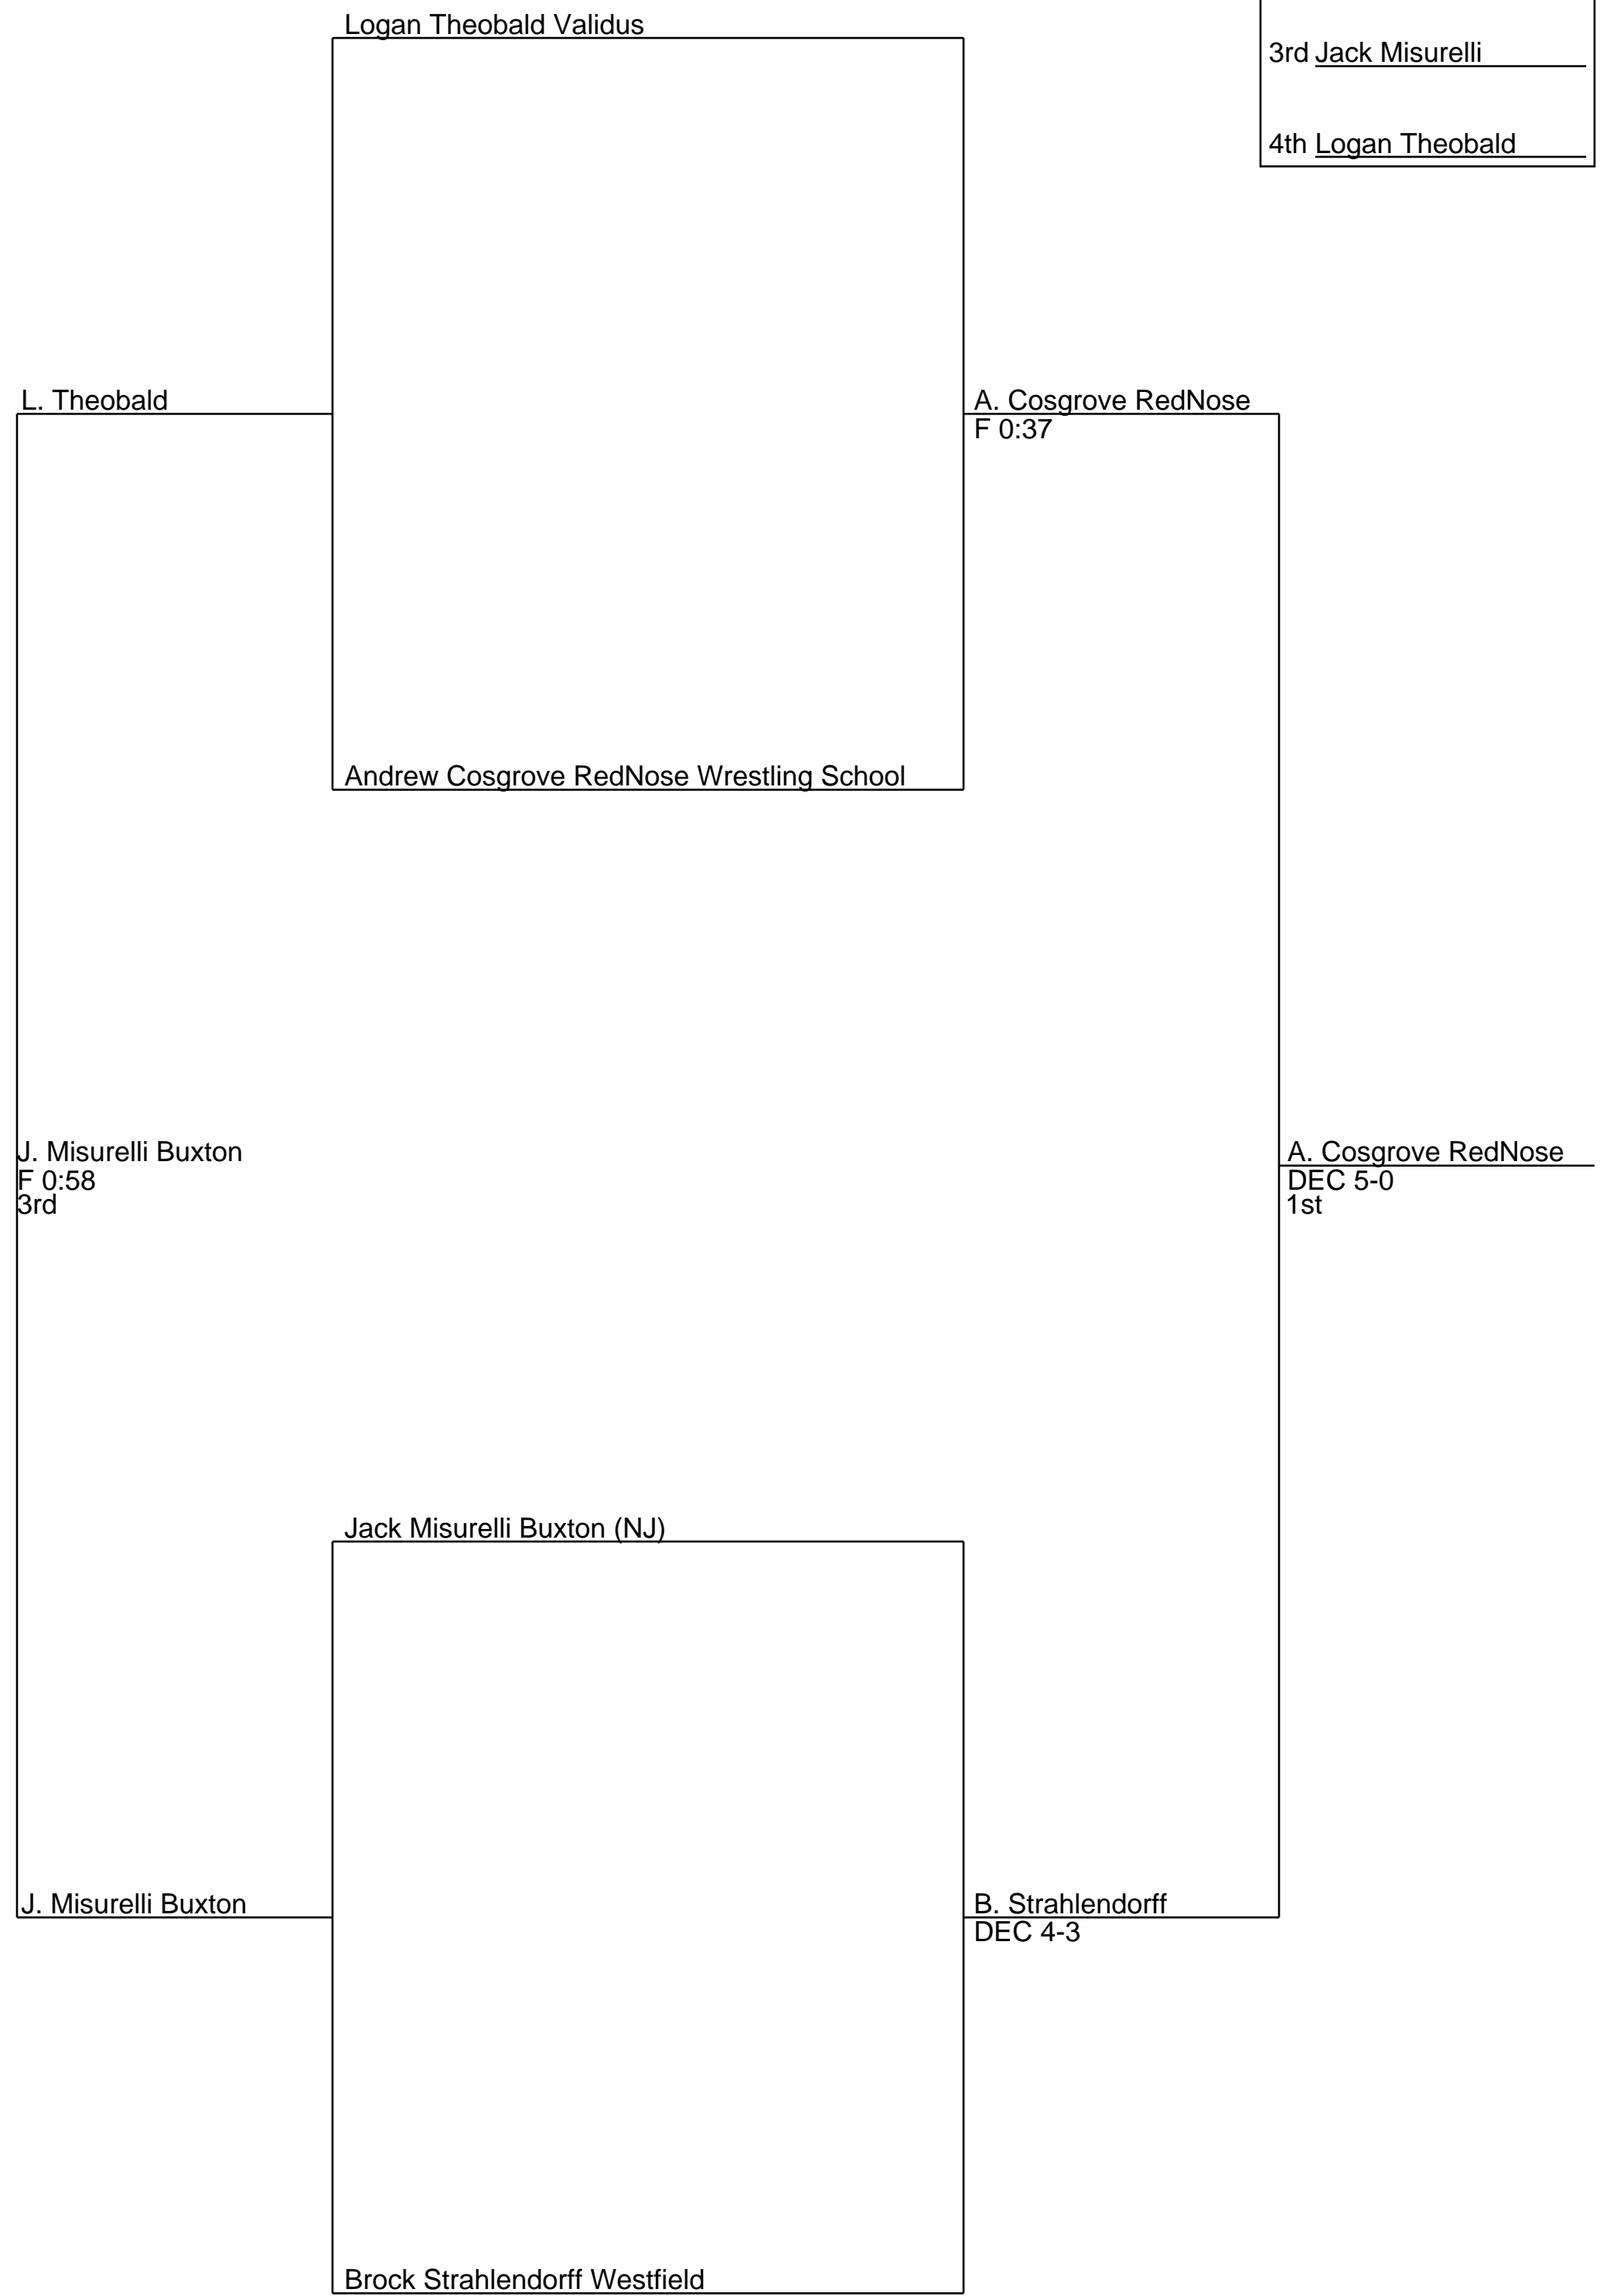 Logan Theobald Validus
3rd Jack Misurelli
4th Logan Theobald
L. Theobald
A. Cosgrove RedNose
F 0:37
Andrew Cosgrove RedNose Wrestling School
J. Misurelli Buxton
F 0:58
3rd
A. Cosgrove RedNose
DEC 5-0
1st
Jack Misurelli Buxton (NJ)
J. Misurelli Buxton
B. Strahlendorff
DEC 4-3
Brock Strahlendorff Westfield